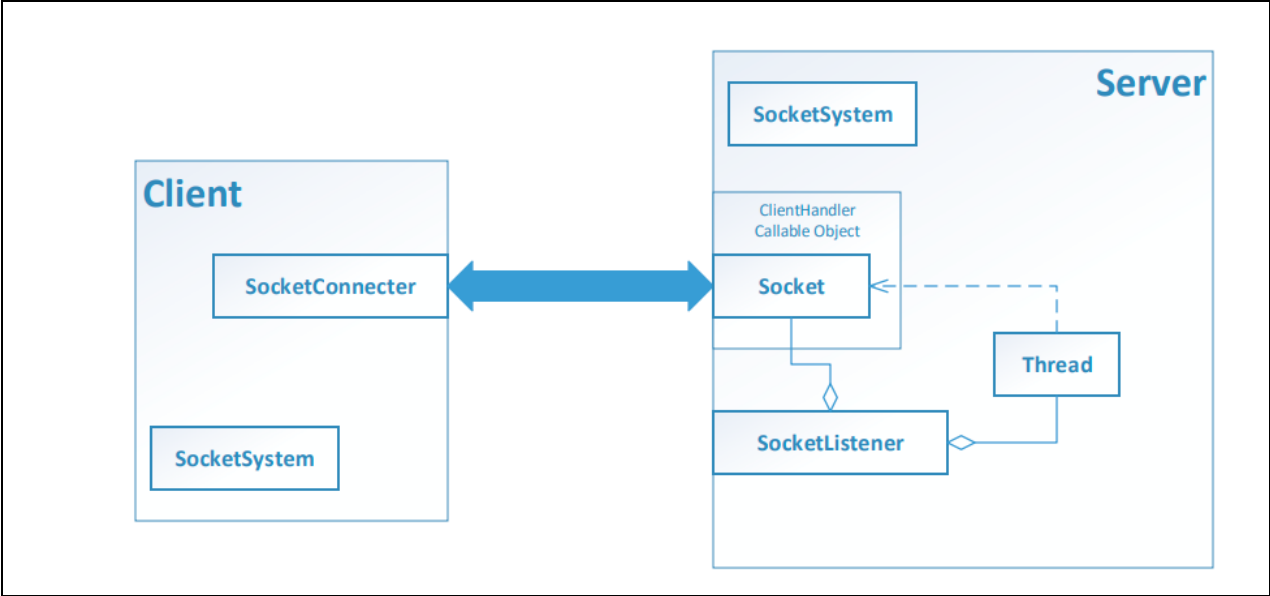 Client
SocketConnecter
SocketSystem
Server
SocketSystem
ClientHandler
Callable Object
Socket
Thread
SocketListener